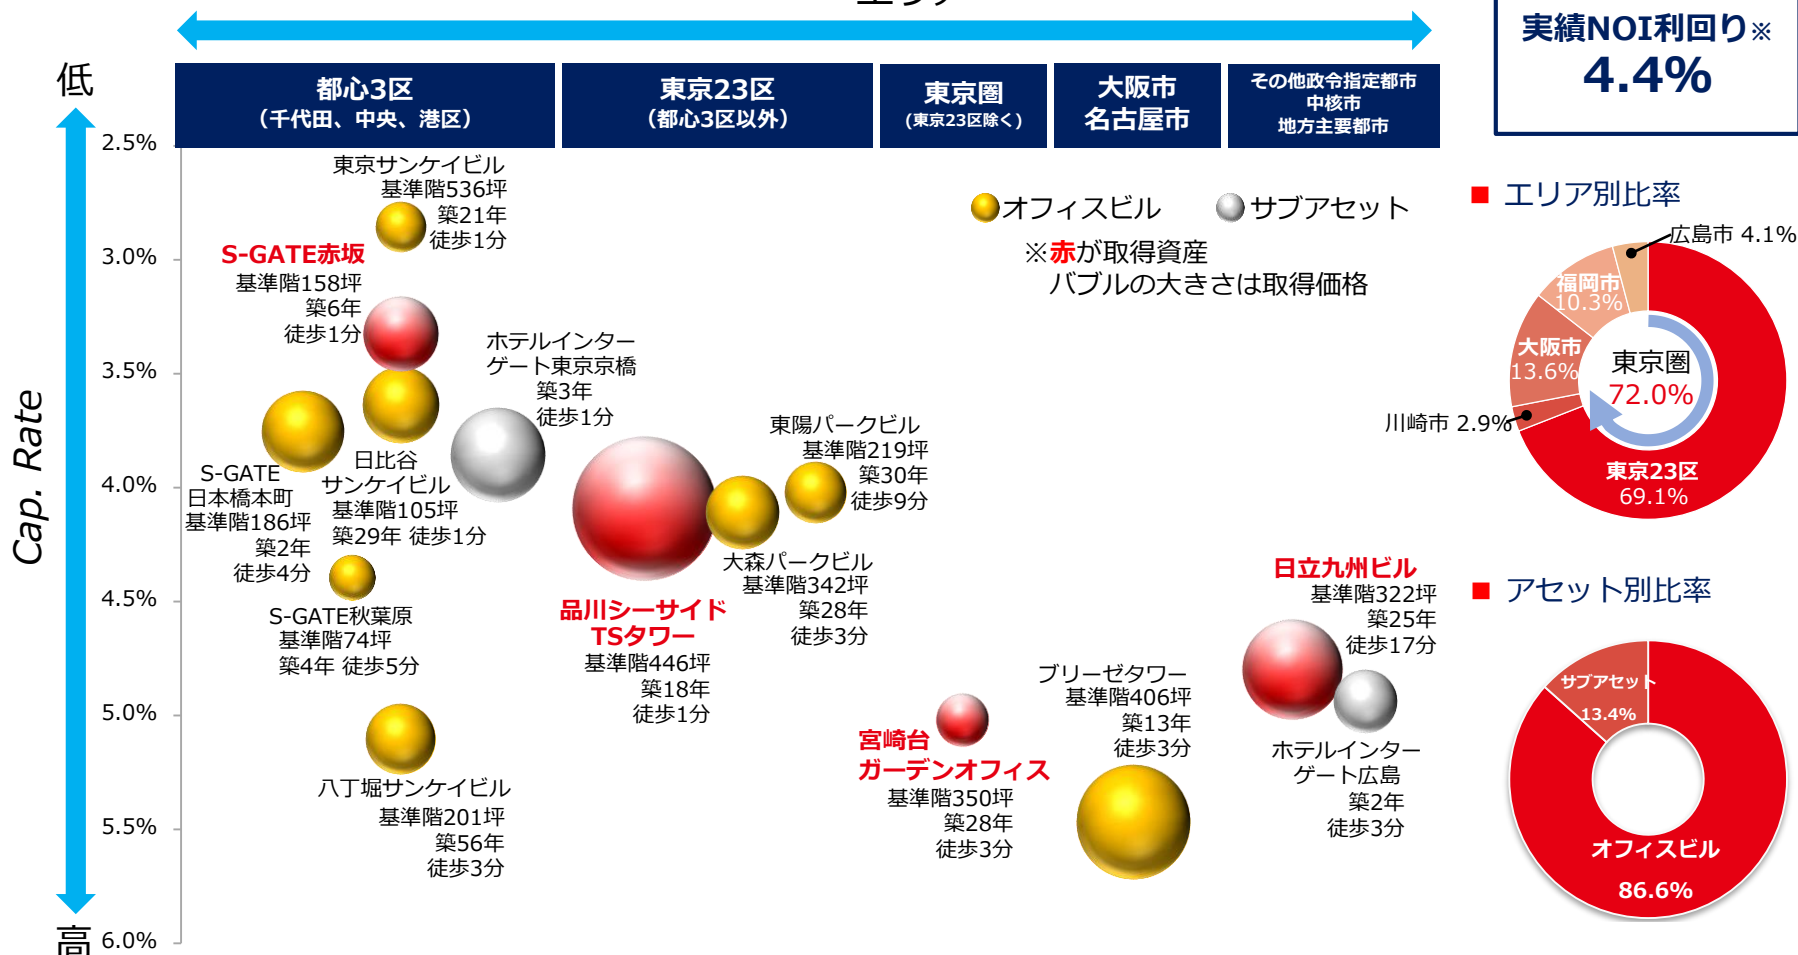 エリア
実績NOI利回り※
4.4%
低
都心3区
（千代田、中央、港区）
東京23区
（都心3区以外）
東京圏
(東京23区除く)
大阪市
名古屋市
その他政令指定都市
中核市
地方主要都市
Cap. Rate
2.5%
3.0%
3.5%
4.0%
4.5%
5.0%
5.5%
6.0%
高
東京サンケイビル
基準階536坪
築21年
徒歩1分
S-GATE赤坂
基準階158坪
築6年
徒歩1分
ホテルインター
ゲート東京京橋
築3年
徒歩1分
S-GATE
日本橋本町
基準階186坪
築2年
徒歩4分
日比谷
サンケイビル
基準階105坪
築29年 徒歩1分
S-GATE秋葉原
基準階74坪
築4年 徒歩5分
八丁堀サンケイビル
基準階201坪
築56年
徒歩3分
東陽パークビル
基準階219坪
築30年
徒歩9分
大森パークビル
基準階342坪
築28年
徒歩3分
品川シーサイド
TSタワー
基準階446坪
築18年
徒歩1分
宮崎台
ガーデンオフィス
基準階350坪
築28年
徒歩3分
ブリーゼタワー
基準階406坪
築13年
徒歩3分
日立九州ビル
基準階322坪
築25年
徒歩17分
ホテルインター
ゲート広島
築2年
徒歩3分
オフィスビル
サブアセット
※赤が取得資産
バブルの大きさは取得価格
■ エリア別比率
広島市 4.1%
福岡市
10.3%
大阪市
13.6%
川崎市 2.9%
東京圏
72.0%
東京23区
69.1%
■ アセット別比率
サブアセット
13.4%
オフィスビル
86.6%